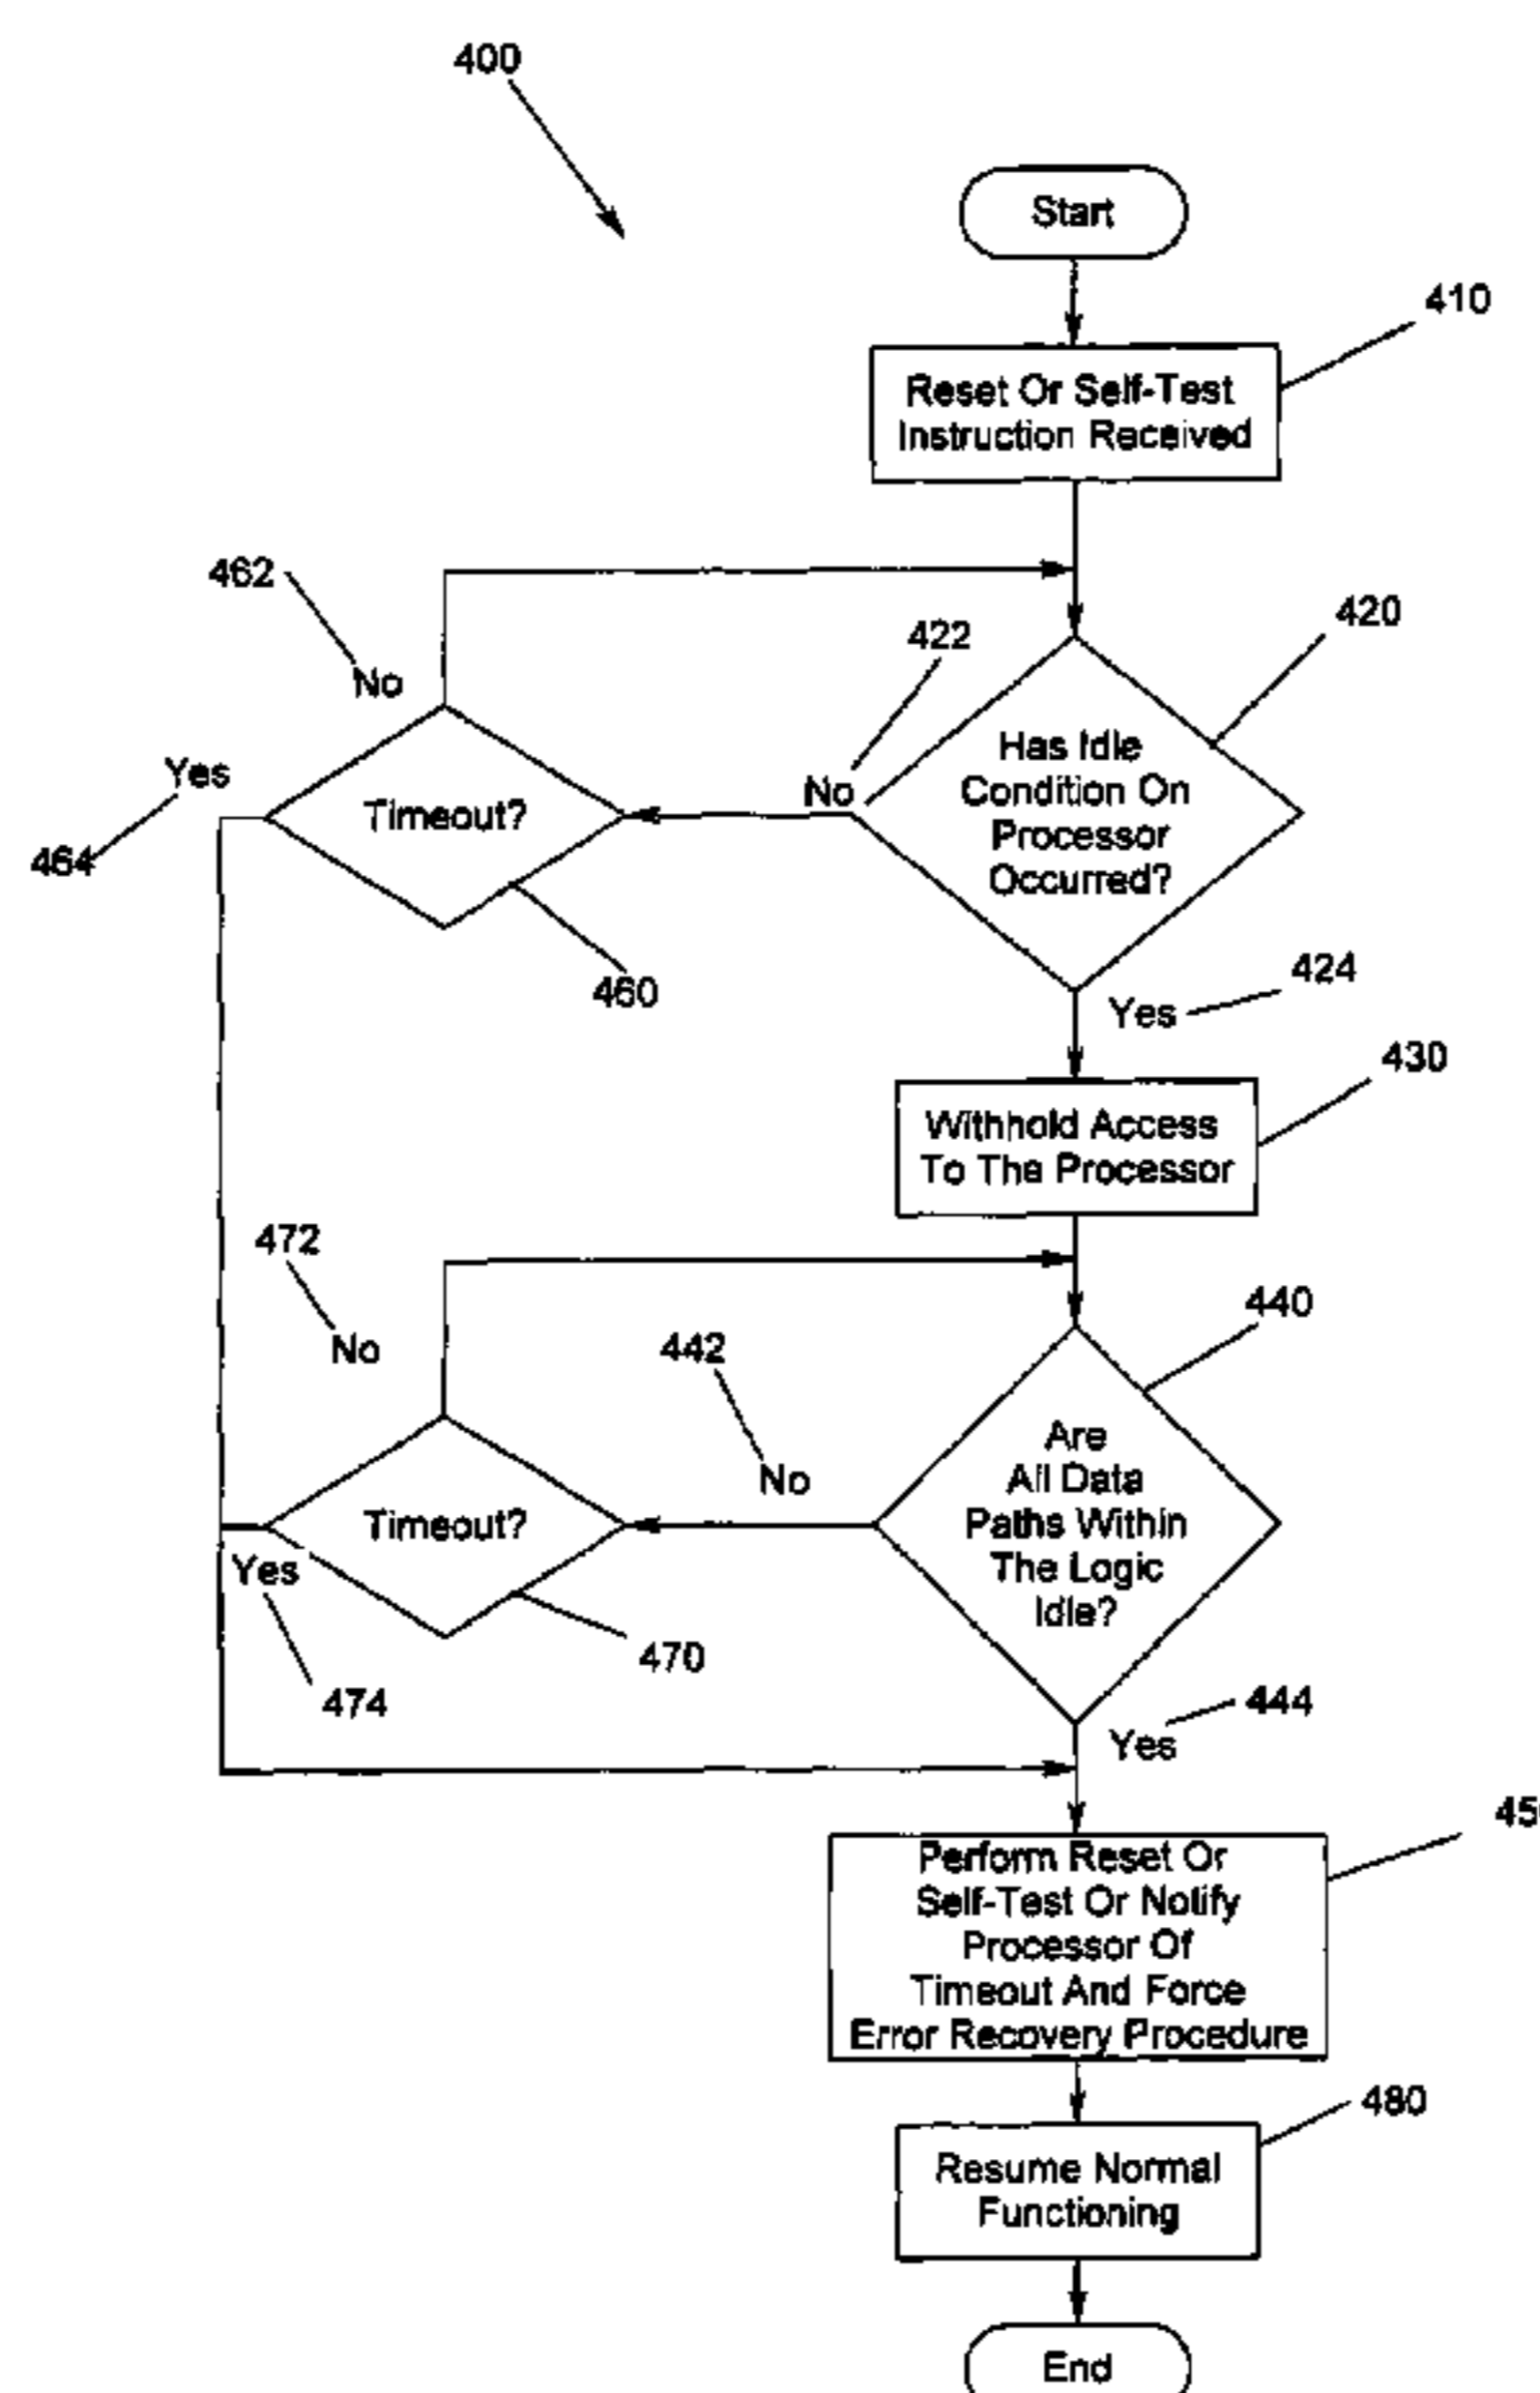 400
Start
410
Reset Or Self-Test
Instruction Received
462
No
422
420
Has Idle
Condition On
Processor
Occurred?
No
Yes
464
Timeout?
460
424
Yes
430
Withhold Access
To The Processor
472
No
442
No
440
Are
All Data
Paths Within
The Logic
Idle?
Timeout?
Yes
474
470
444
Yes
Perform Reset Or
Self-Test Or Notify
Processor Of
Timeout And Force
Error Recovery Procedure
480
Resume Normal
Functioning
End